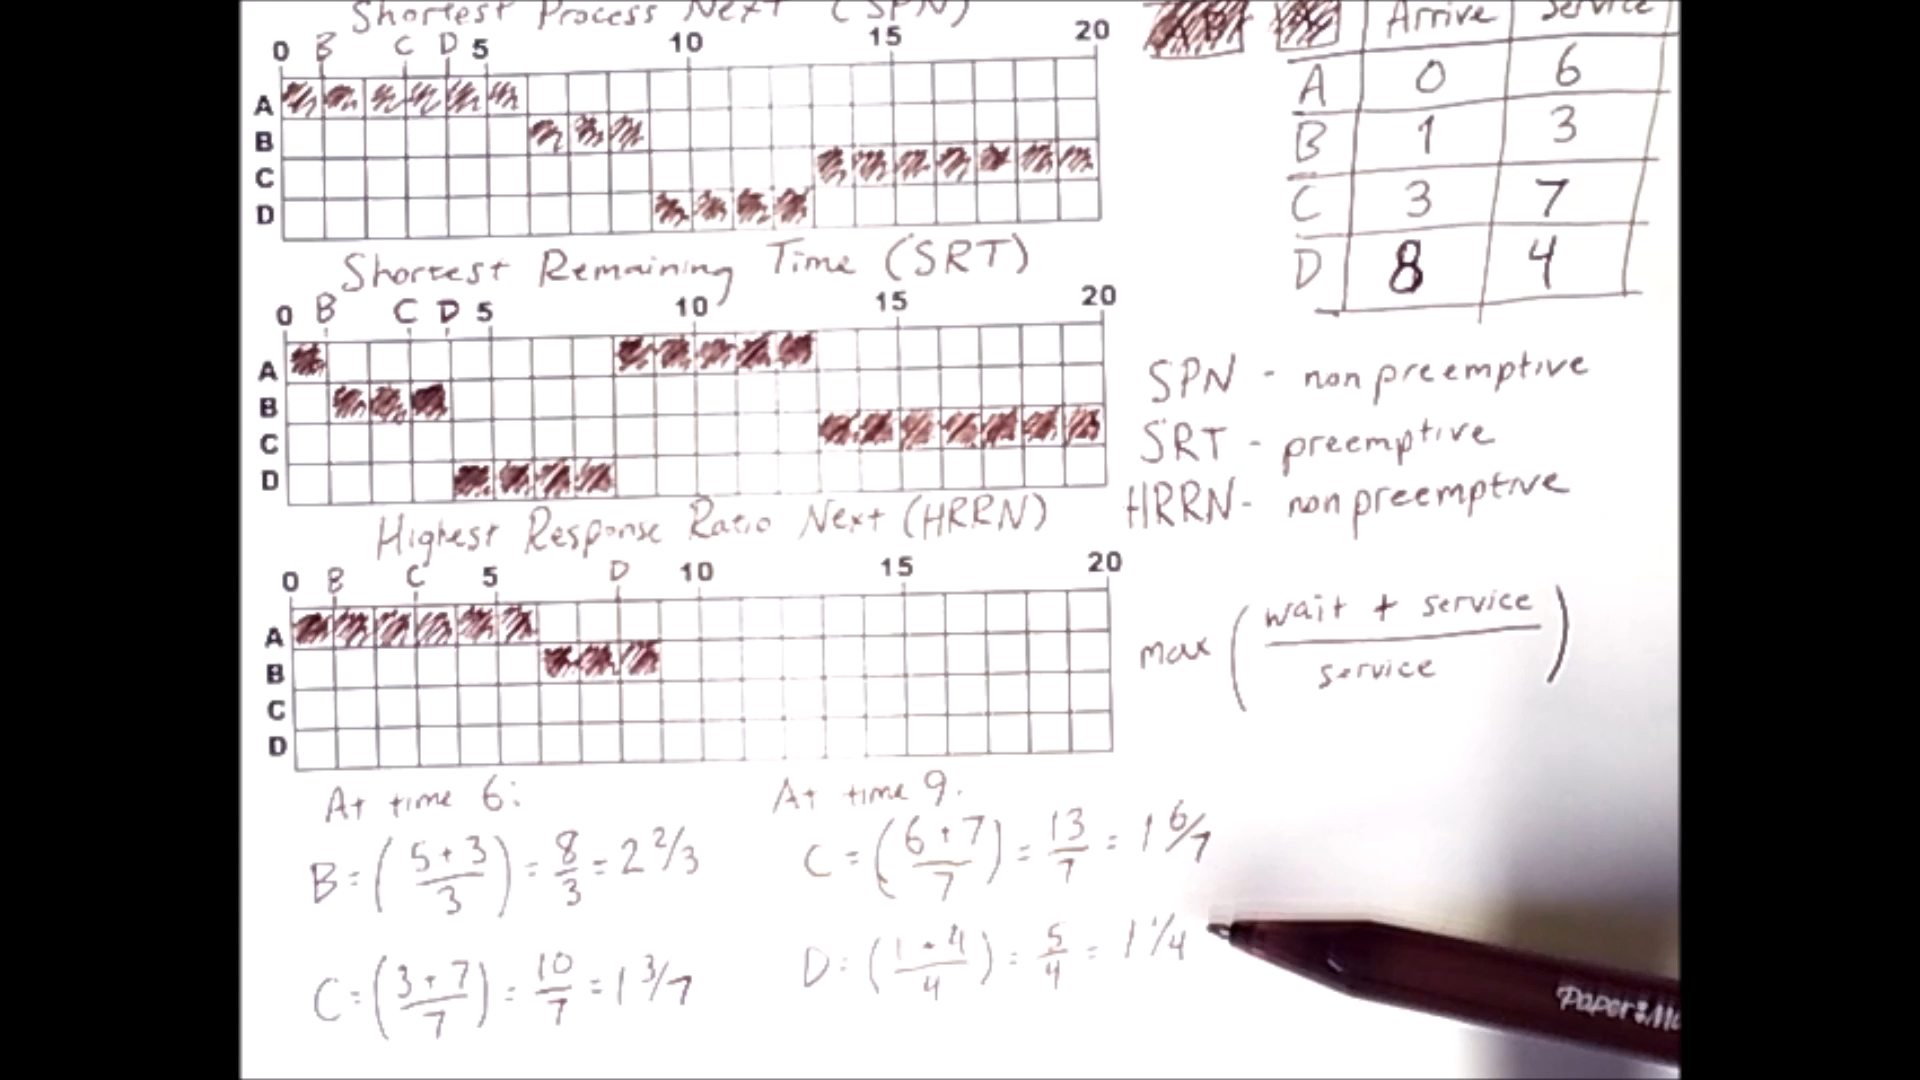 Shortest Process Next (SPN)
0 B C D 5 10 15 20
A
B
C
D
Shortest Remaining Time (SRT)
0 B C D 5 10 15 20
A
B
C
D
Highest Response Ratio Next (HRRN)
0 B C 5 D 10 15 20
A
B
C
D
At time 6:
B = (5+3/3) = 8/3 = 2 2/3
C = (3+7/7) = 10/7 = 1 3/7
At time 9.
C = (6+7/7) = 13/7 = 1 6/7
D = (1+4/4) = 5/4 = 1 1/4
Arrive Service
A 0 6
B 1 3
C 3 7
D 8 4
SPN - nonpreemptive
SRT - preemptive
HRRN- nonpreemptive
max (wait + service / service)